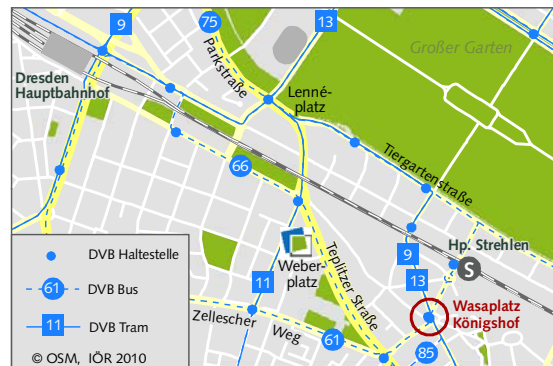 75
9
13
Parkstraße
Großer Garten
Dresden
Hauptbahnhof
Lenné-
platz
Tiergartenstraße
66
Hp. Strehlen
S
9
13
DVB Haltestelle
61
DVB Bus
11
DVB Tram
© OSM, IÖR 2010
Weber-
platz
11
Teplitzer Straße
Zellescher
Weg
61
Wasaplatz
Königshof
85